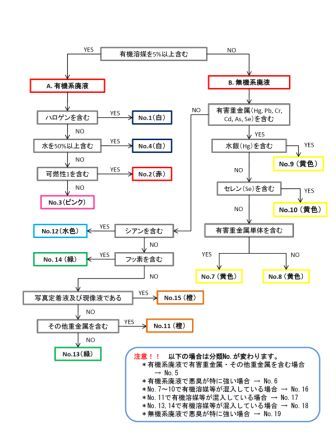 有機溶媒を5%以上含む
YES
NO
A. 有機系廃液
B. 無機系廃液
ハロゲンを含む
YES
No.1(白)
NO
有害重金属(Hg, Pb, Cr,
Cd, As, Se)を含む
NO
YES
水を50%以上含む
YES
No.4(白)
水銀(Hg)を含む
YES
No.9(黄色)
NO
NO
可燃性1を含む
YES
No.2(赤)
セレン(Se)を含む
YES
No.10(黄色)
NO
NO
No.3(ピンク)
有害重金属単体を含む
No.12(水色)
YES
シアンを含む
NO
YES
NO
No. 14(緑)
YES
フッ素を含む
No.7(黄色)
No.8(黄色)
NO
写真定着液及び現像液である
YES
No.15(橙)
NO
その他重金属を含む
YES
No.11(橙)
NO
No.13(緑)
注意！！ 以下の場合は分類No.が変わります。
＊有機系廃液で有害重金属・その他重金属を含む場合
→ No. 5
＊有機系廃液で悪臭が特に強い場合 → No. 6
＊No.7～10で有機溶媒等が混入している場合 → No. 16
＊No.11で有機溶媒等が混入している場合 → No. 17
＊No.13,14で有機溶媒等が混入している場合 → No. 18
＊無機系廃液で悪臭が特に強い場合 → No. 19